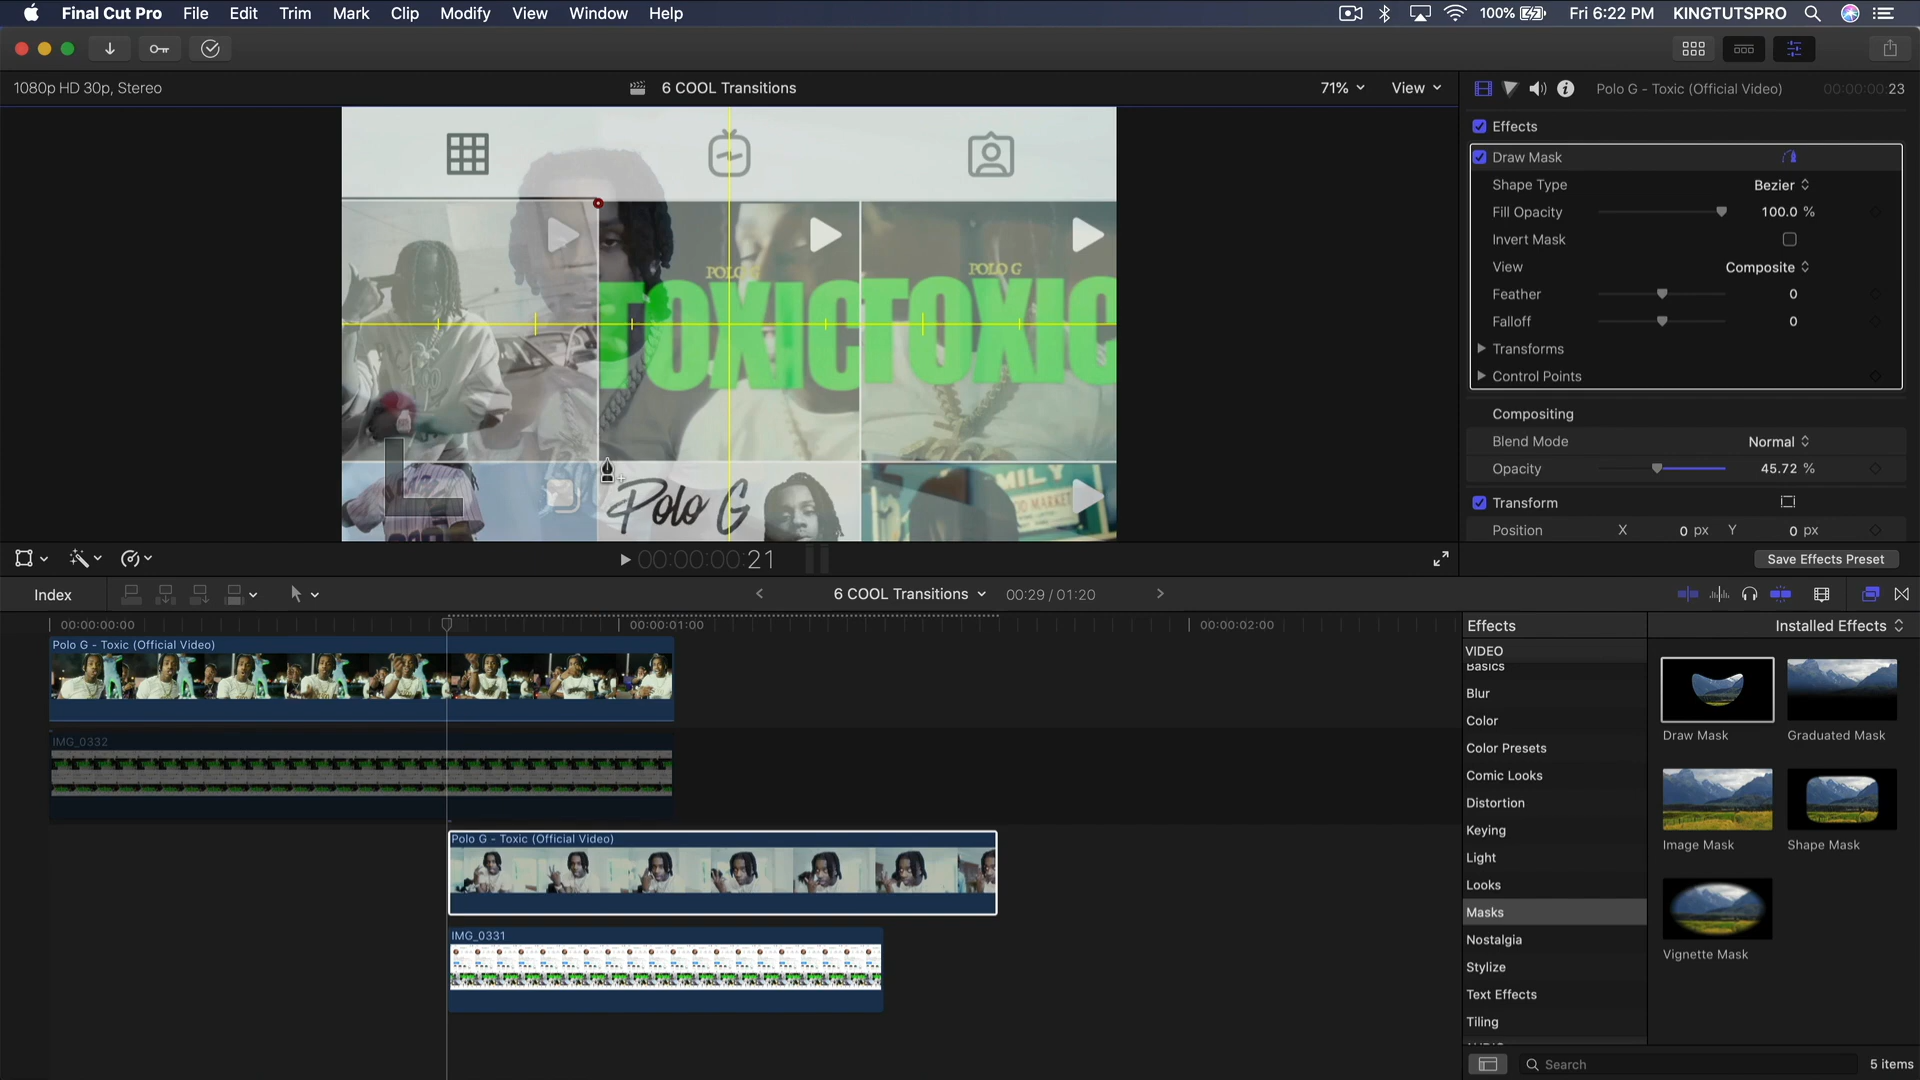 Final Cut Pro File Edit Trim Mark Clip Modify View Window Help 100% Fri 6:22 PM KINGTUTSPRO
1080p HD 30p, Stereo 6 COOL Transitions 71% View Polo G - Toxic (Official Video) 00:00:00:23
Effects
Draw Mask
Shape Type Bezier
Fill Opacity 100.0 %
Invert Mask
View Composite
Feather 0
Falloff 0
Transforms
Control Points
Compositing
Blend Mode Normal
Opacity 45.72 %
Transform
Position X 0 px Y 0 px
Save Effects Preset
POLO G POLO G
TOXIC TOXIC
Polo G
MILY
MARKET
00:00:00:21
Index 6 COOL Transitions 00:29 / 01:20
00:00:00:00 00:00:01:00 00:00:02:00
Polo G - Toxic (Official Video)
IMG_0332
Polo G - Toxic (Official Video)
IMG_0331
Effects Installed Effects
VIDEO
Basics
Blur
Color
Color Presets
Comic Looks
Distortion
Keying
Light
Looks
Masks
Nostalgia
Stylize
Text Effects
Tiling
Draw Mask Graduated Mask
Image Mask Shape Mask
Vignette Mask
Search 5 items